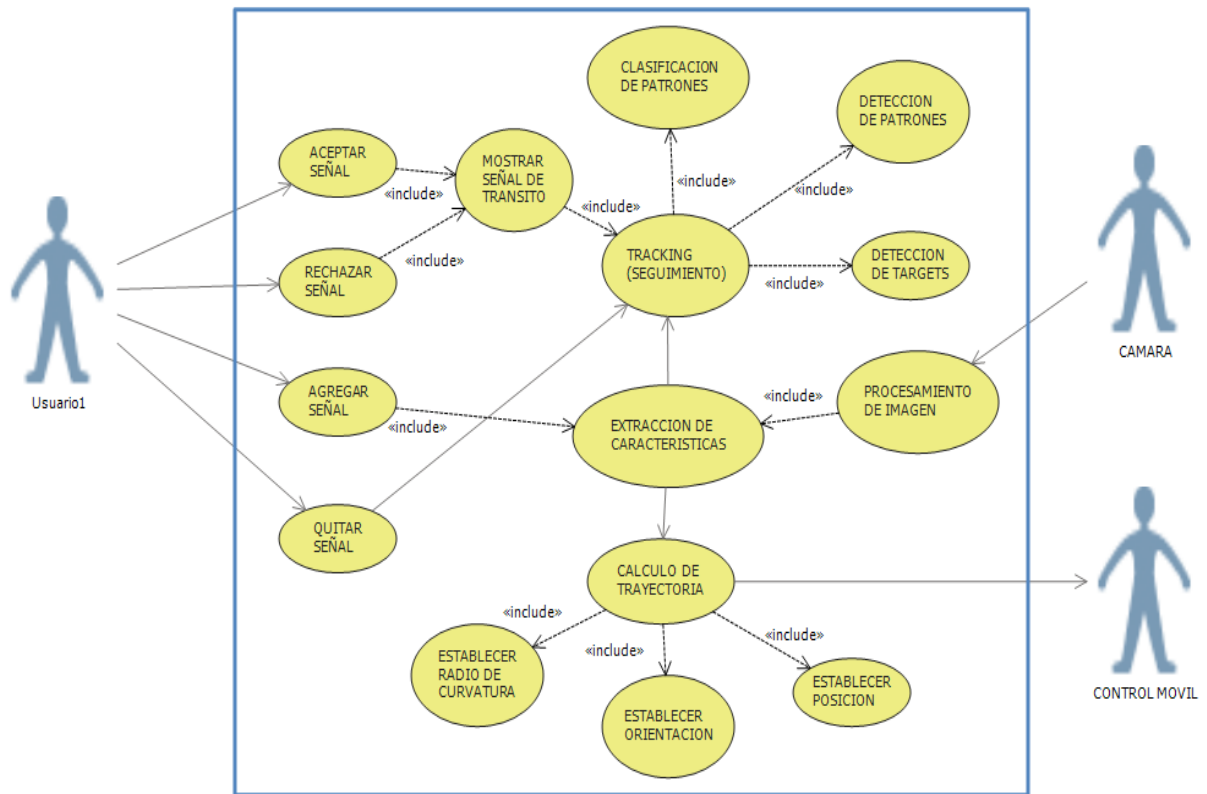 CLASIFICACION
DE PATRONES
DETECCION
DE PATRONES
ACEPTAR
SEÑAL
MOSTRAR
SEÑAL DE
TRANSITO
«include»
«include»
«include»
«include»
«include»
RECHAZAR
SEÑAL
TRACKING
(SEGUIMIENTO)
«include»
DETECCION
DE TARGETS
CAMARA
Usuario1
AGREGAR
SEÑAL
«include»
EXTRACCION DE
CARACTERISTICAS
«include»
PROCESAMIENTO
DE IMAGEN
QUITAR
SEÑAL
CALCULO DE
TRAYECTORIA
«include»
«include»
«include»
ESTABLECER
RADIO DE
CURVATURA
ESTABLECER
ORIENTACION
ESTABLECER
POSICION
CONTROL MOVIL